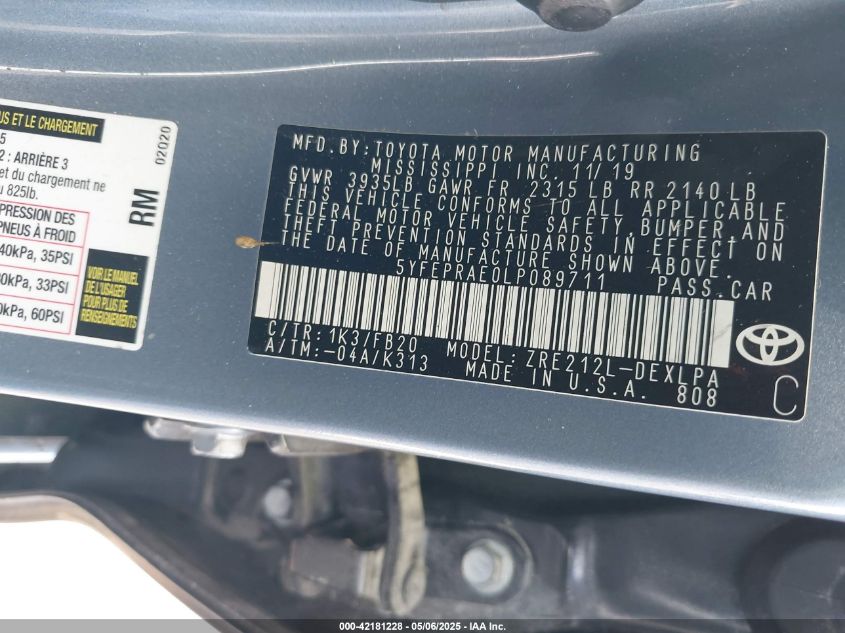 US ET LE CHARGEMENT
5
2 : ARRIÈRE 3
et du chargement ne
u 825lb.
PRESSION DES
PNEUS À FROID
40kPa, 35PSI
33PSI
0kPa, 60PSI
VOIR LE MANUEL
DE L'USAGER
POUR PLUS DE
RENSEIGNEMENTS
02020
RM
MFD.BY:TOYOTA MOTOR MANUFACTURING
MISSISSIPPI INC. 11/19
GVWR 3935LB GAWR FR 2315 LB RR 2140 LB
THIS VEHICLE CONFORMS TO ALL APPLICABLE
FEDERAL MOTOR VEHICLE SAFETY,BUMPER AND
THEFT PREVENTION STANDARDS IN EFFECT ON
THE DATE OF MANUFACTURE SHOWN ABOVE.
5YFEPRAE0LP089711 PASS.CAR
C/TR: 1K3/FB20 MODEL: ZRE212L-DEXLPA
A/TM:-04A/K313 MADE IN U.S.A. 808
C
000-42181228 - 05/06/2025 - IAA Inc.